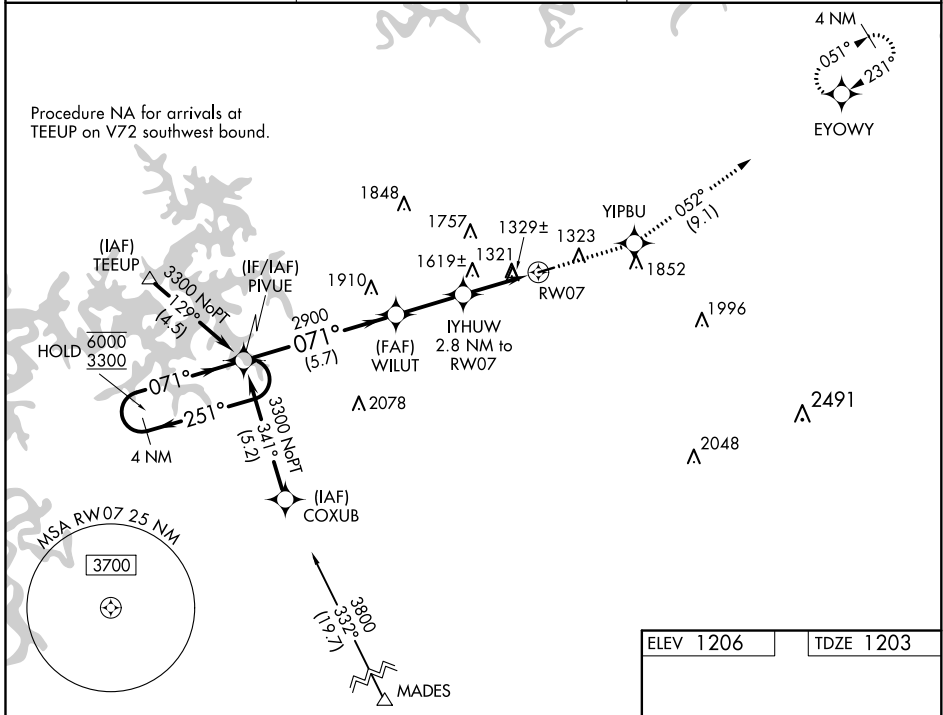 4 NM
051°
231°
EYOWY
Procedure NA for arrivals at
TEEUP on V72 southwest bound.
1848
1757
1329±
1323
YIPBU
052°
(9.1)
(IAF)
TEEUP
(IF/IAF)
PIVUE
1619±
1321
1852
3300 NoPT
129°
(4.5)
1910
RW07
2900
071°
(5.7)
IYHUW
2.8 NM to
RW07
1996
HOLD
6000
3300
(FAF)
WILUT
071°
251°
4 NM
2078
3300 NoPT
341°
(5.2)
2491
2048
(IAF)
COXUB
MSA RW07 25 NM
3700
3800
332°
(19.7)
MADES
ELEV 1206
TDZE 1203